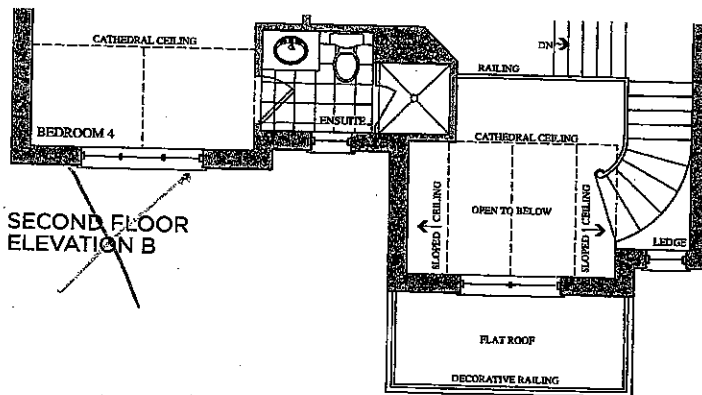 DN
CATHEDRAL CEILING
RAILING
ENSUITE
BEDROOM 4
CATHEDRAL CEILING
SLOPED CEILING
OPEN TO BELOW
SLOPED CEILING
SECOND FLOOR
ELEVATION B
LEDGE
FLAT ROOF
DECORATIVE RAILING